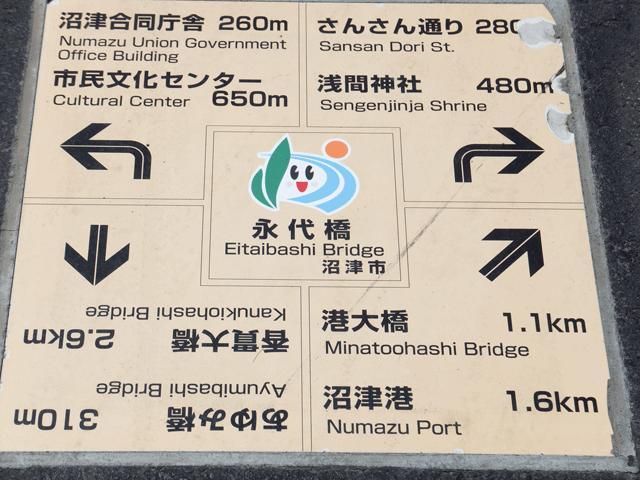 沼津合同庁舎 260m
Numazu Union Government
Office Building
市民文化センター
Cultural Center 650m
さんさん通り 280
Sansan Dori St.
浅間神社 480m
Sengenjinja Shrine
永代橋
Eitaibashi Bridge
沼津市
あゆみ橋 310m
Ayumibashi Bridge
香貫大橋 2.6km
Kanukiohashi Bridge
港大橋 1.1km
Minatoohashi Bridge
沼津港 1.6km
Numazu Port